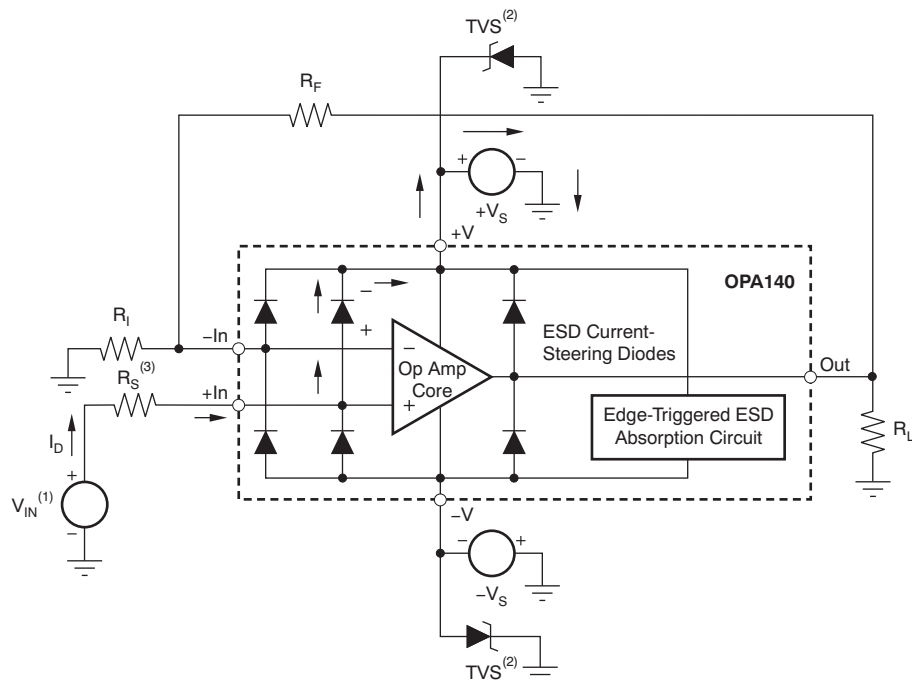 TVS(2)
RF
+ −
+VS
+V
OPA140
−
+
RI
−In
−
Op Amp
Core
+
ESD Current-
Steering Diodes
Out
RS(3)
+In
Edge-Triggered ESD
Absorption Circuit
RL
ID
+
VIN(1)
−
−V
− +
−VS
TVS(2)